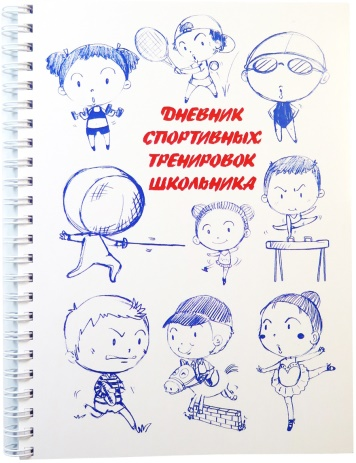 Дневник
спортивных
тренировок
школьника